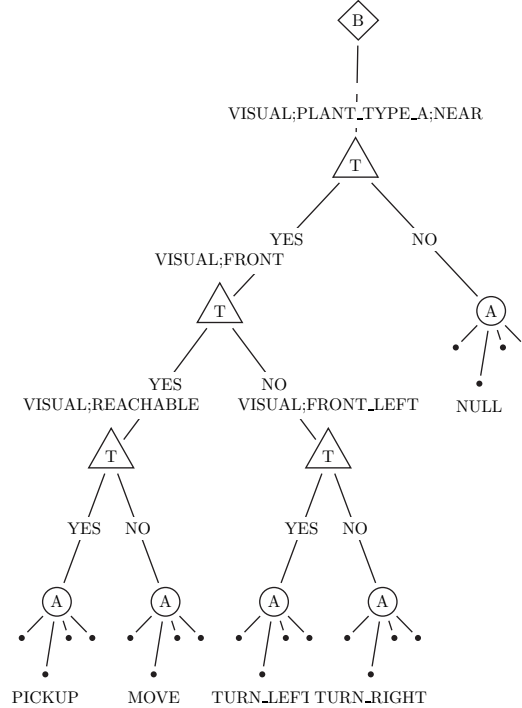 B
VISUAL;PLANT_TYPE_A;NEAR
T
YES NO
VISUAL;FRONT
T A
YES NO
NULL
VISUAL;REACHABLE VISUAL;FRONT_LEFT
T T
YES NO YES NO
A A A A
PICKUP MOVE TURN_LEFT TURN_RIGHT